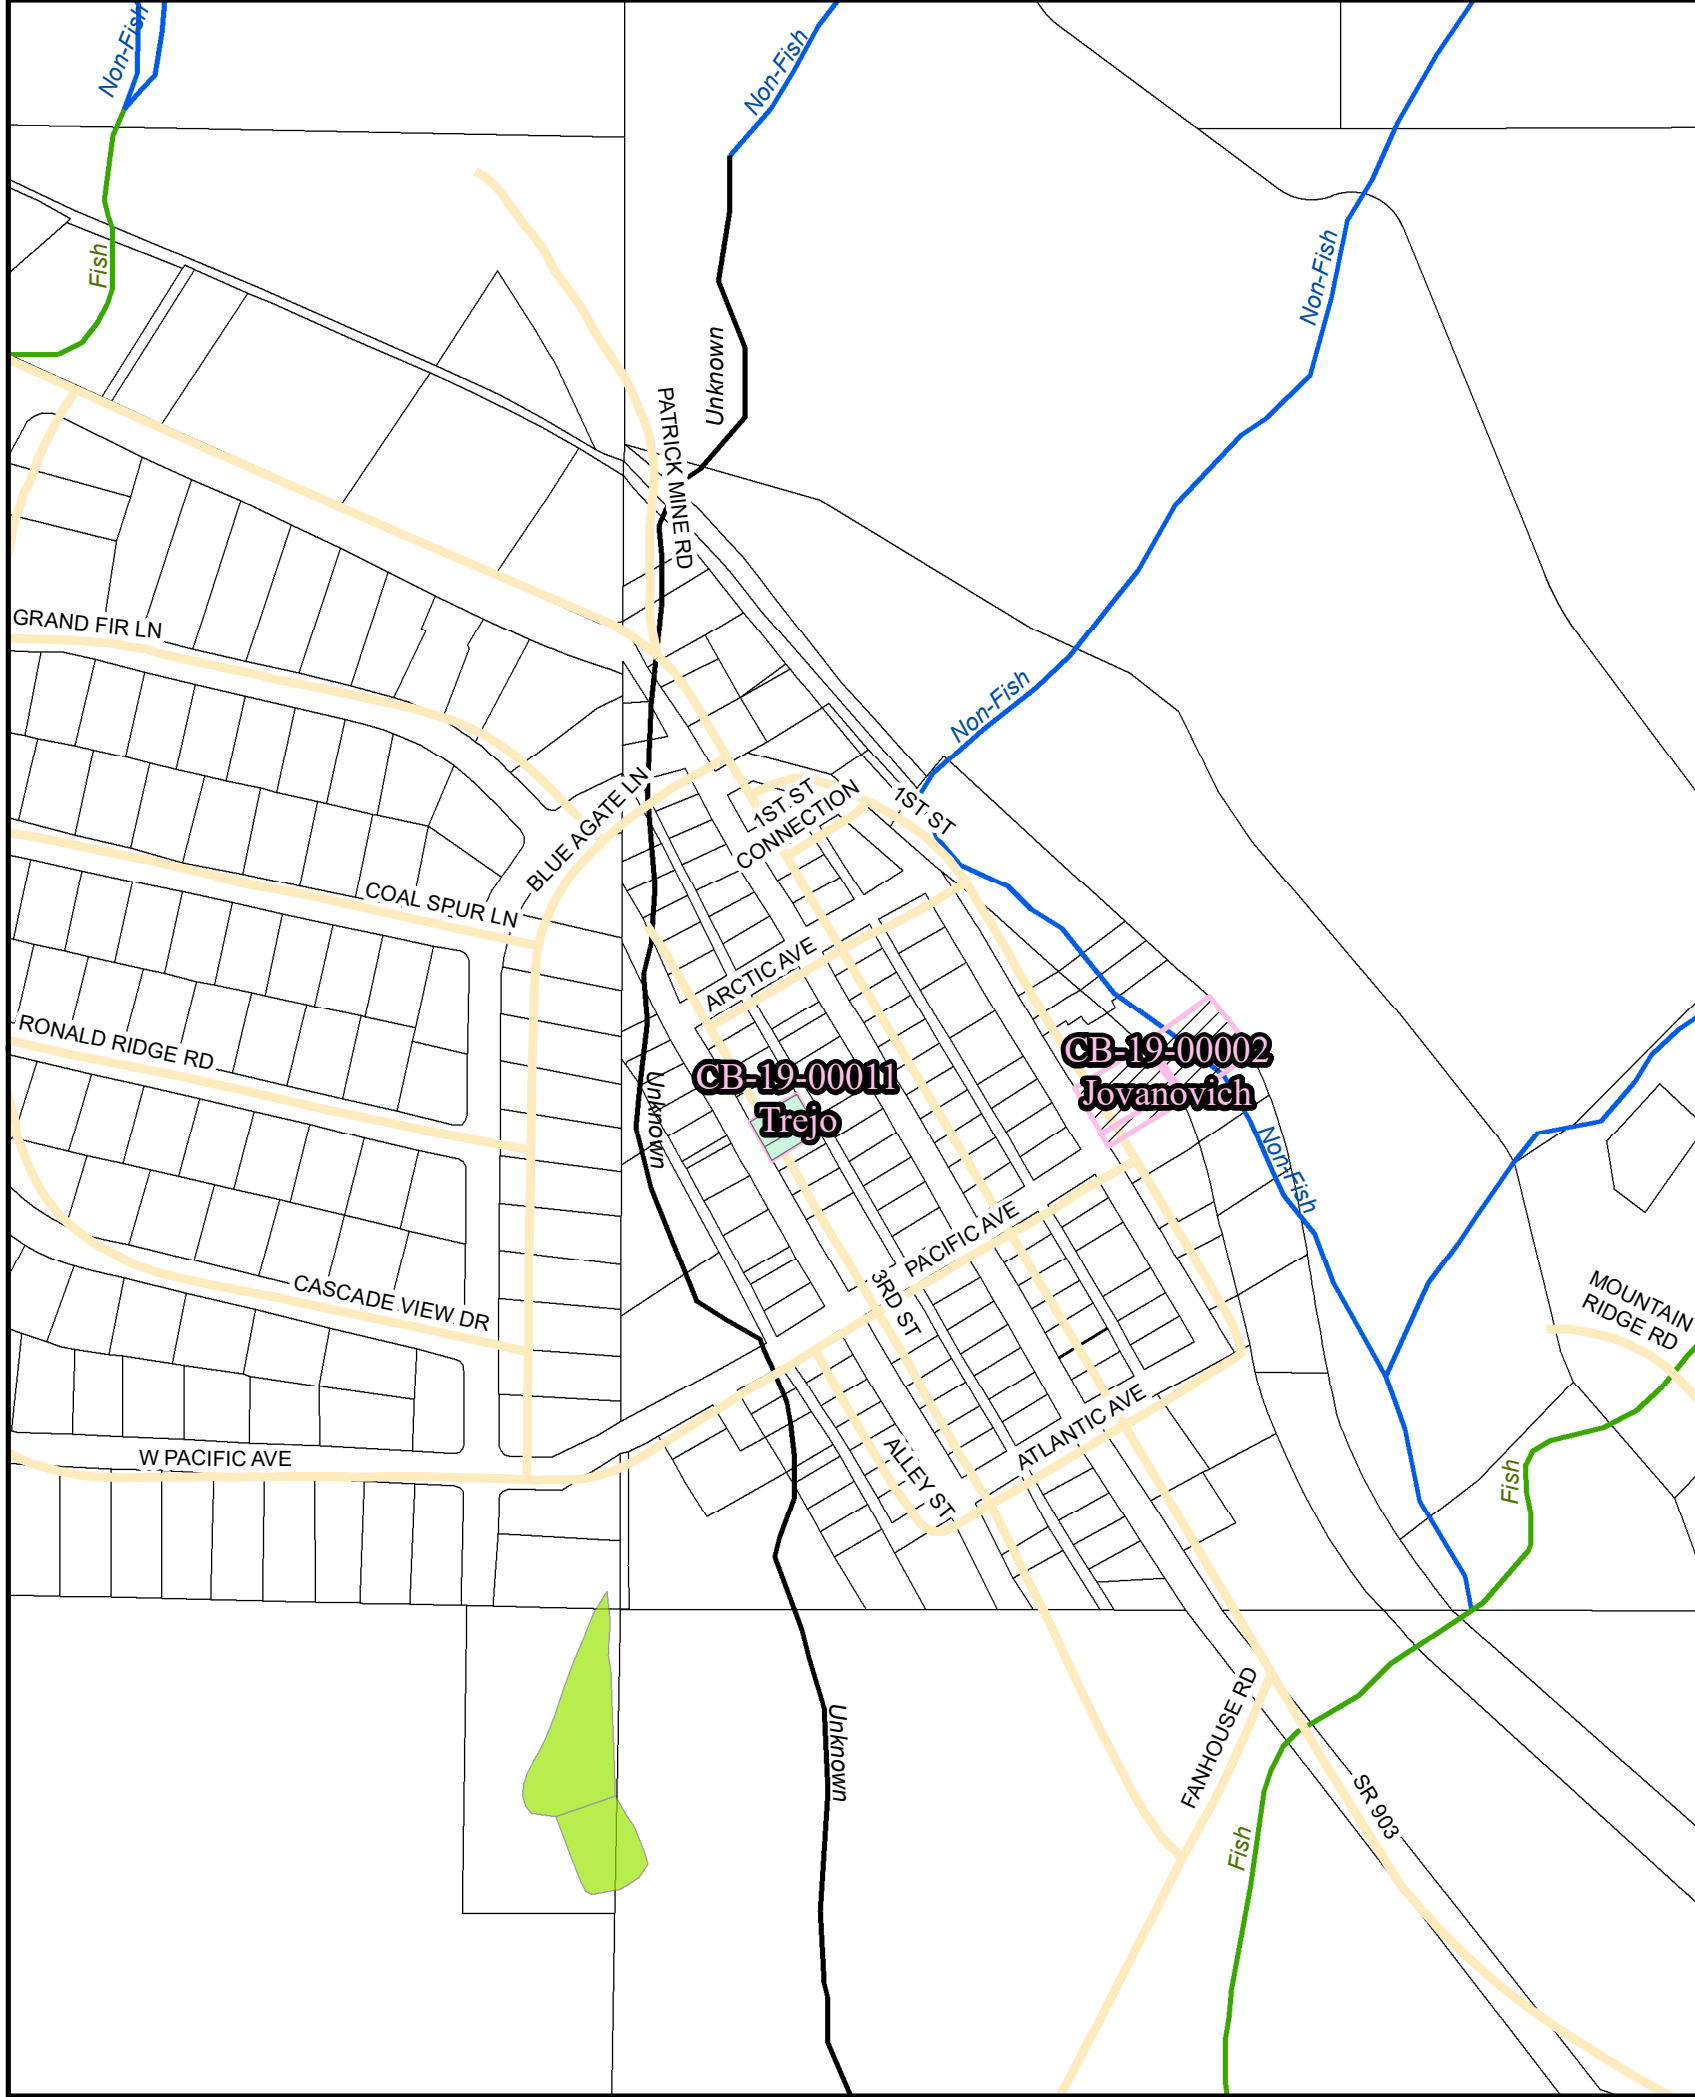 Non-Fish
Non-Fish
Non-Fish
Fish
Unknown
PATRICK MINE RD
GRAND FIR LN
Non-Fish
BLUE AGATE LN
1ST ST
CONNECTION
1ST ST
COAL SPUR LN
ARCTIC AVE
RONALD RIDGE RD
CB-19-00011
Trejo
CB-19-00002
Jovanovich
Unknown
Non-Fish
PACIFIC AVE
3RD ST
CASCADE VIEW DR
MOUNTAIN
RIDGE RD
ATLANTIC AVE
W PACIFIC AVE
ALLEY ST
Fish
FANHOUSE RD
Unknown
SR 903
Fish